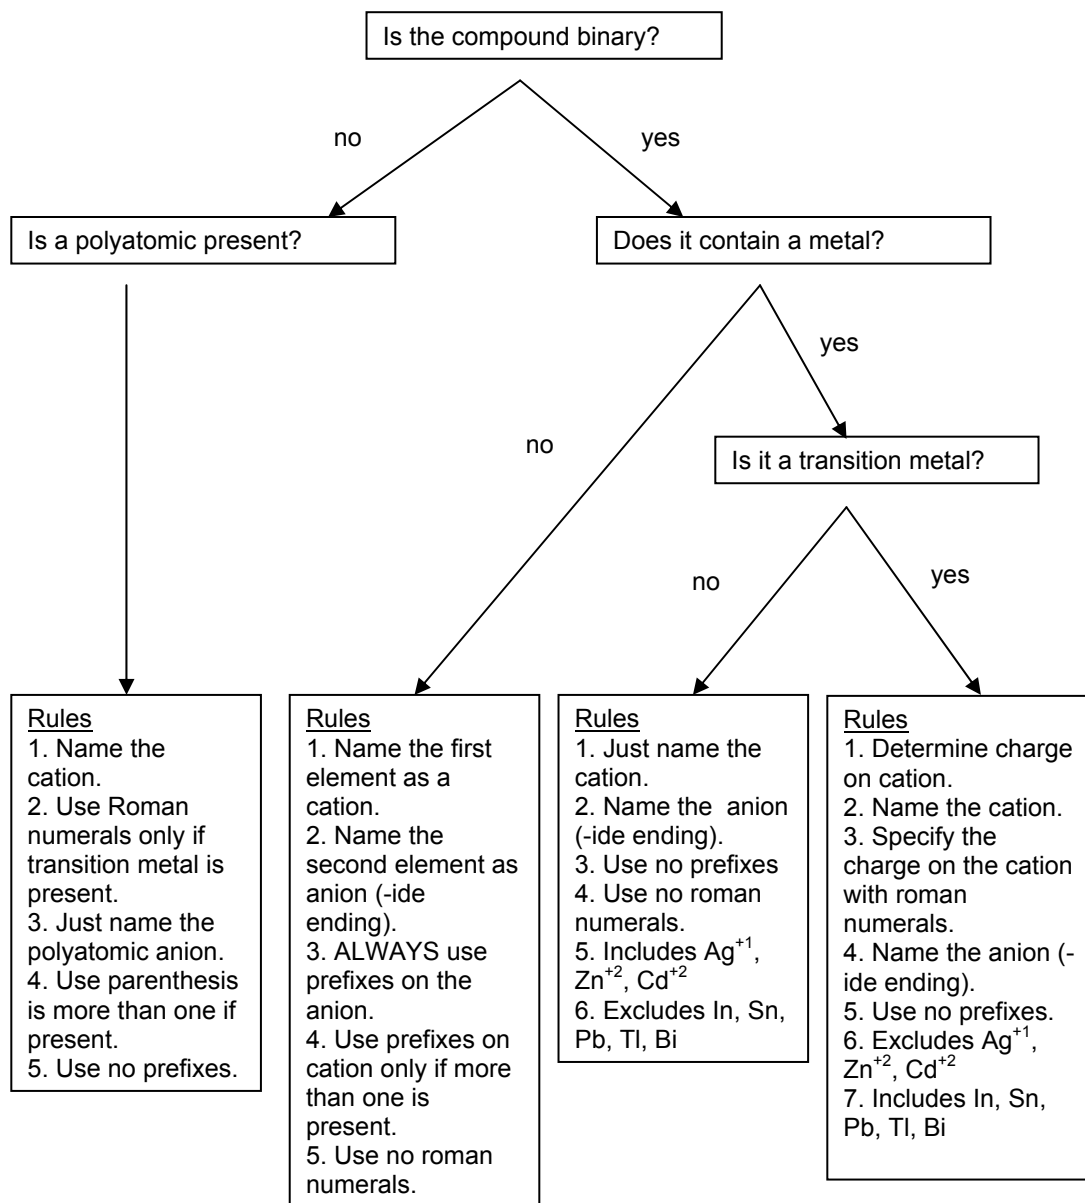 Is the compound binary?
no
yes
Is a polyatomic present?
Does it contain a metal?
yes
no
Is it a transition metal?
no
yes
Rules
1. Name the
cation.
2. Use Roman
numerals only if
transition metal is
present.
3. Just name the
polyatomic anion.
4. Use parenthesis
is more than one if
present.
5. Use no prefixes.
Rules
1. Name the first
element as a
cation.
2. Name the
second element as
anion (-ide
ending).
3. ALWAYS use
prefixes on the
anion.
4. Use prefixes on
cation only if more
than one is
present.
5. Use no roman
numerals.
Rules
1. Just name the
cation.
2. Name the anion
(-ide ending).
3. Use no prefixes
4. Use no roman
numerals.
5. Includes Ag⁺¹,
Zn⁺², Cd⁺²
6. Excludes In, Sn,
Pb, Tl, Bi
Rules
1. Determine charge
on cation.
2. Name the cation.
3. Specify the
charge on the cation
with roman
numerals.
4. Name the anion (-
ide ending).
5. Use no prefixes.
6. Excludes Ag⁺¹,
Zn⁺², Cd⁺²
7. Includes In, Sn,
Pb, Tl, Bi